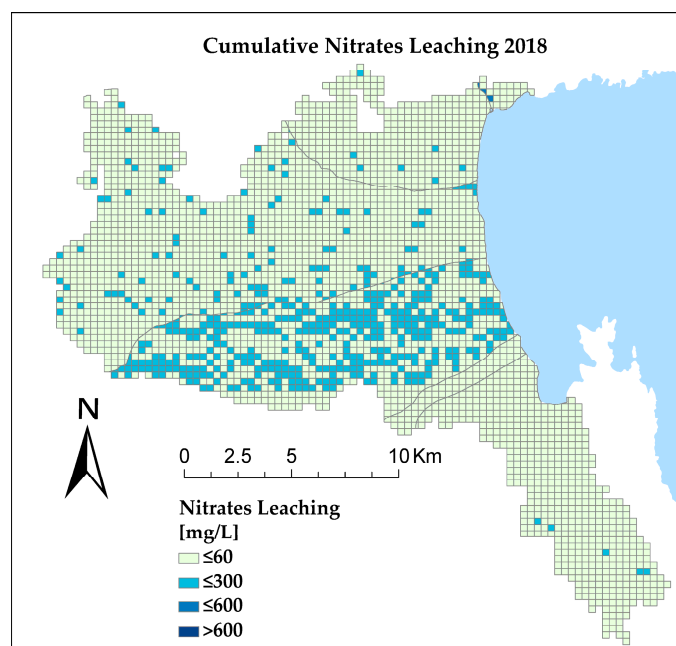 Cumulative Nitrates Leaching 2018
N
0 2.5 5 10 Km
Nitrates Leaching
[mg/L]
≤60
≤300
≤600
>600